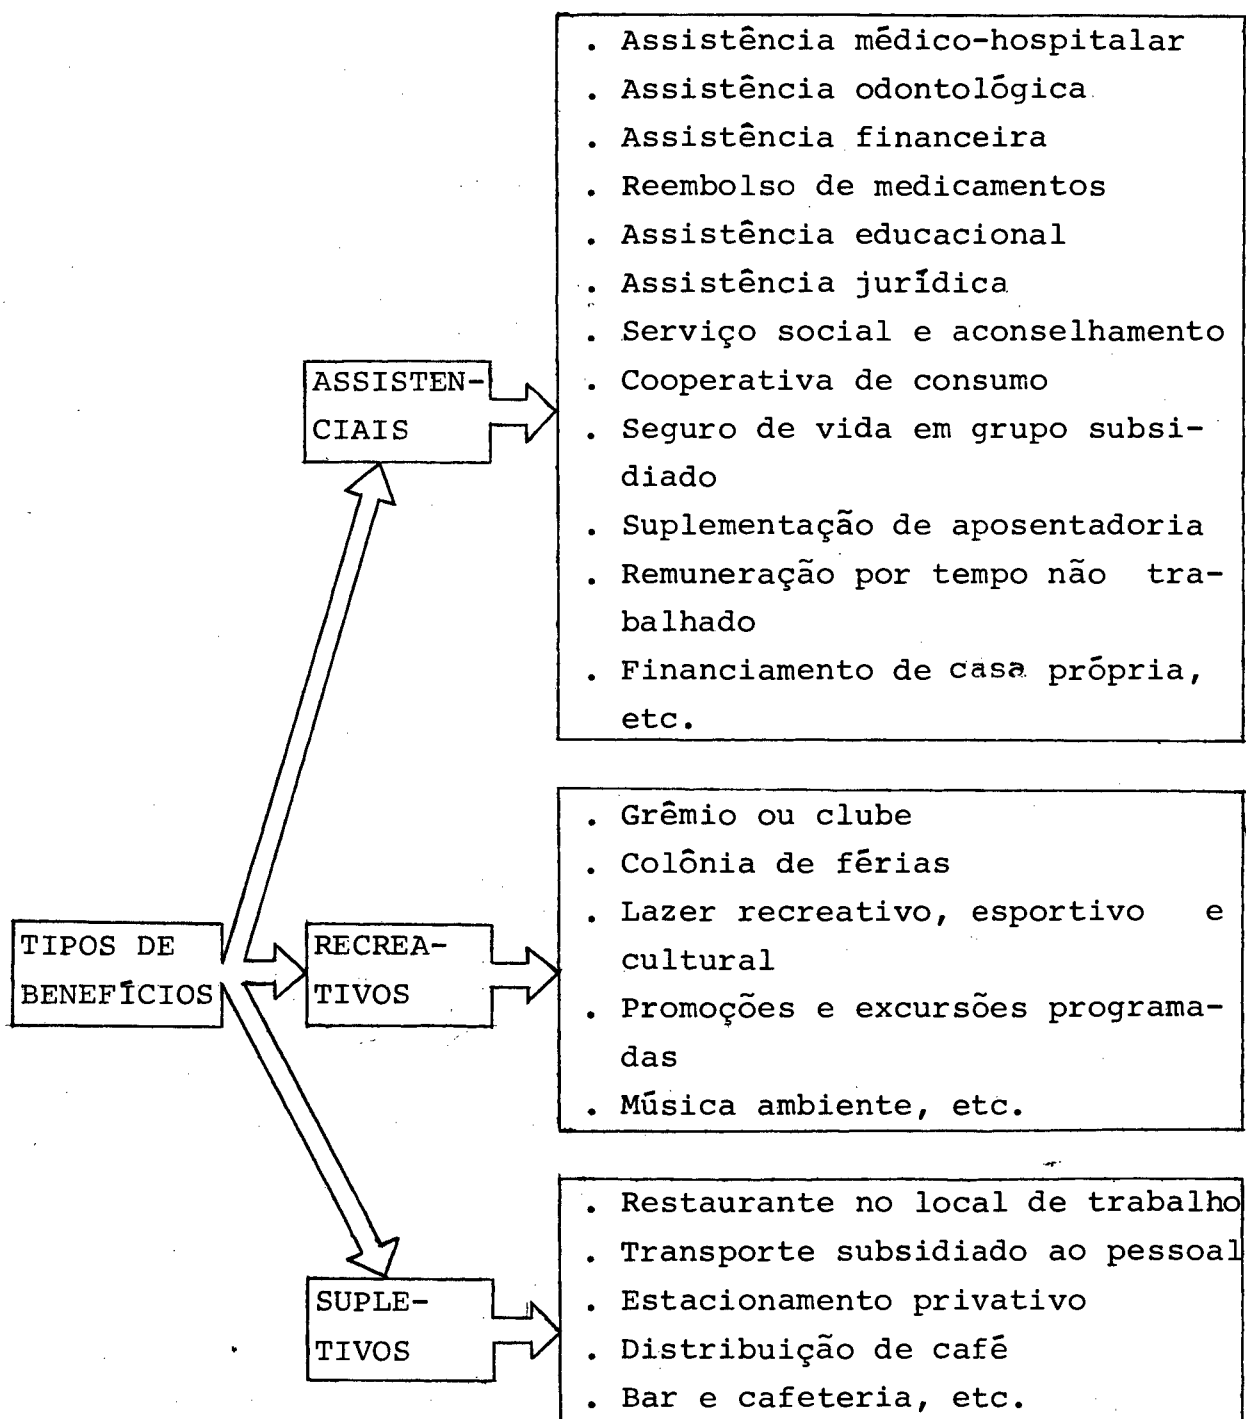 . Assistência médico-hospitalar
. Assistência odontológica
. Assistência financeira
. Reembolso de medicamentos
. Assistência educacional
. Assistência jurídica
. Serviço social e aconselhamento
. Cooperativa de consumo
. Seguro de vida em grupo subsi-
diado
. Suplementação de aposentadoria
. Remuneração por tempo não tra-
balhado
. Financiamento de casa própria,
etc.
ASSISTEN-
CIAIS
. Grêmio ou clube
. Colônia de férias
. Lazer recreativo, esportivo e
cultural
. Promoções e excursões programa-
das
. Música ambiente, etc.
TIPOS DE
BENEFÍCIOS
RECREA-
TIVOS
. Restaurante no local de trabalho
. Transporte subsidiado ao pessoal
. Estacionamento privativo
. Distribuição de café
. Bar e cafeteria, etc.
SUPLE-
TIVOS